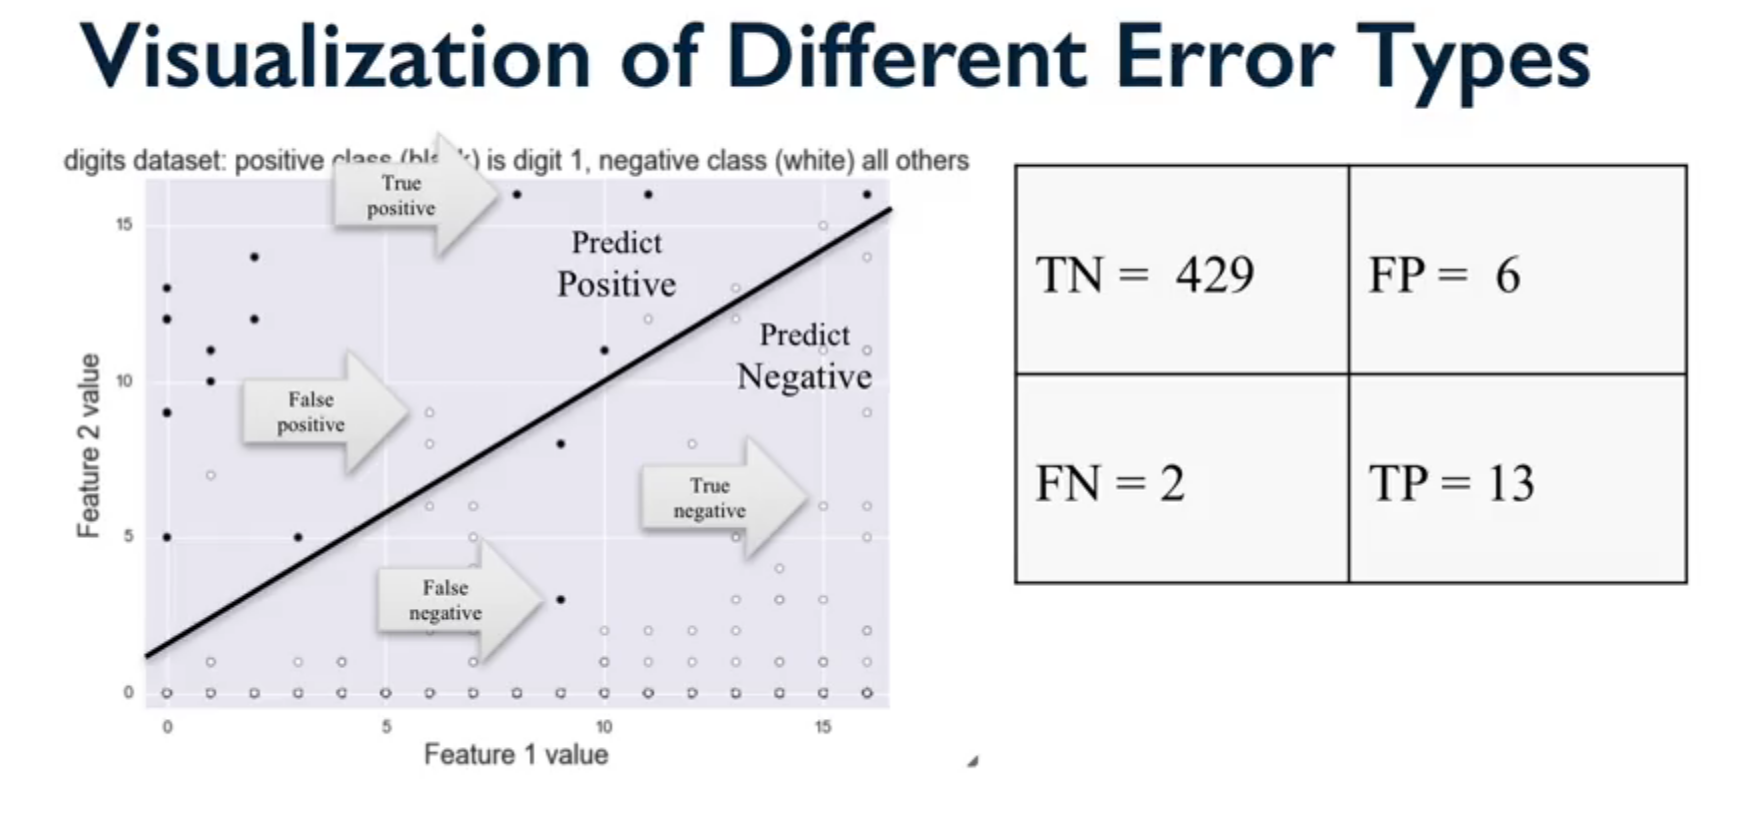 Visualization of Different Error Types
digits dataset: positive class (bl k) is digit 1, negative class (white) all others
True
positive
Predict
Positive
Predict
Negative
False
positive
True
negative
False
negative
15
10
5
0
Feature 2 value
0
5
10
15
Feature 1 value
TN = 429
FP = 6
FN = 2
TP = 13